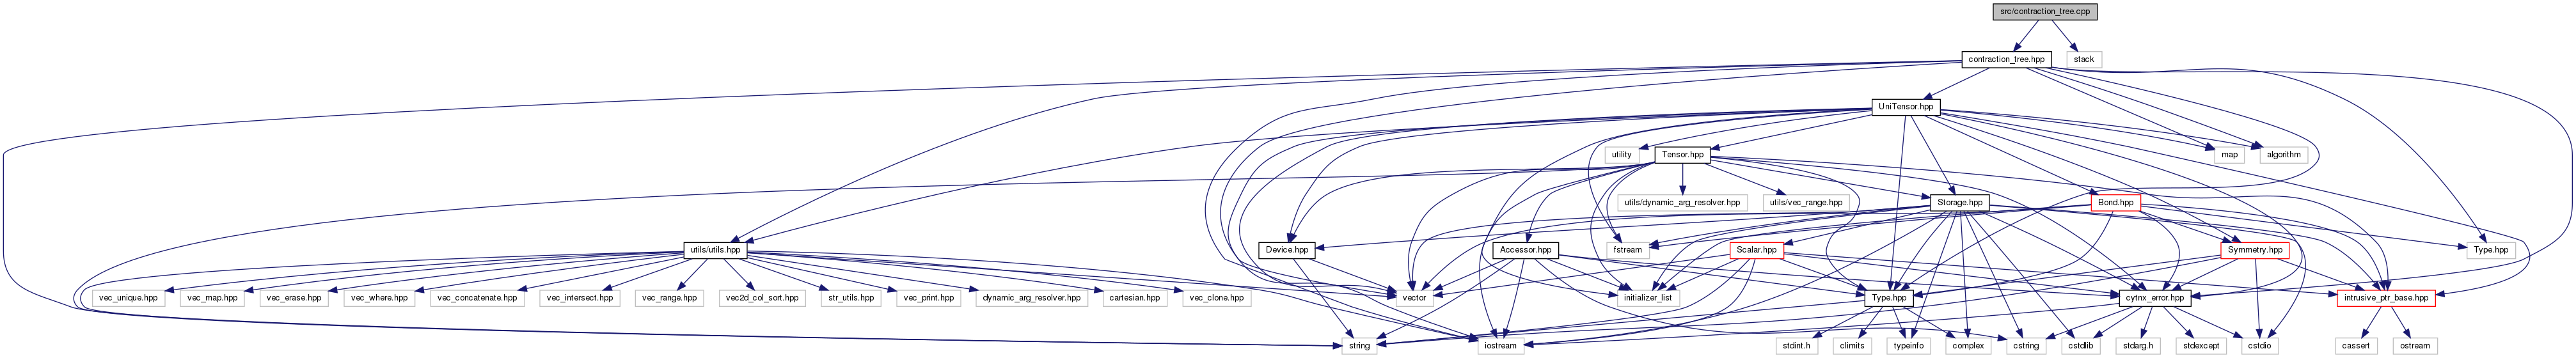 src/contraction_tree.cpp
contraction_tree.hpp
stack
UniTensor.hpp
utility
Tensor.hpp
map
algorithm
utils/dynamic_arg_resolver.hpp
utils/vec_range.hpp
Storage.hpp
Bond.hpp
utils/utils.hpp
Device.hpp
Accessor.hpp
fstream
Scalar.hpp
Symmetry.hpp
Type.hpp
vec_unique.hpp
vec_map.hpp
vec_erase.hpp
vec_where.hpp
vec_concatenate.hpp
vec_intersect.hpp
vec_range.hpp
vec2d_col_sort.hpp
str_utils.hpp
vec_print.hpp
dynamic_arg_resolver.hpp
cartesian.hpp
vec_clone.hpp
vector
initializer_list
Type.hpp
cytnx_error.hpp
intrusive_ptr_base.hpp
string
iostream
stdint.h
climits
typeinfo
complex
cstring
cstdlib
stdarg.h
stdexcept
cstdio
cassert
ostream